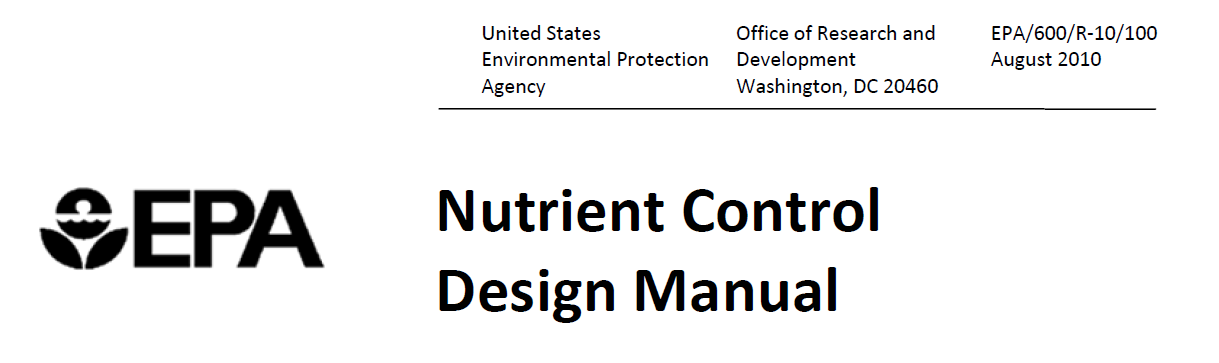 United States
Environmental Protection
Agency
Office of Research and
Development
Washington, DC 20460
EPA/600/R-10/100
August 2010
EPA
Nutrient Control
Design Manual